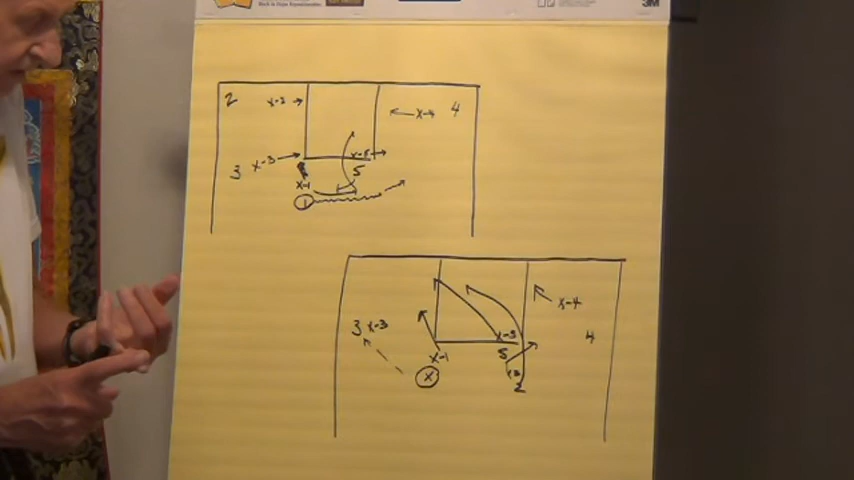 3M
2 x-2 x-4 4
3 x-3 x-5
5
x-1
1
x-4
3 x-3 x-5 4
x-1 5
x
2